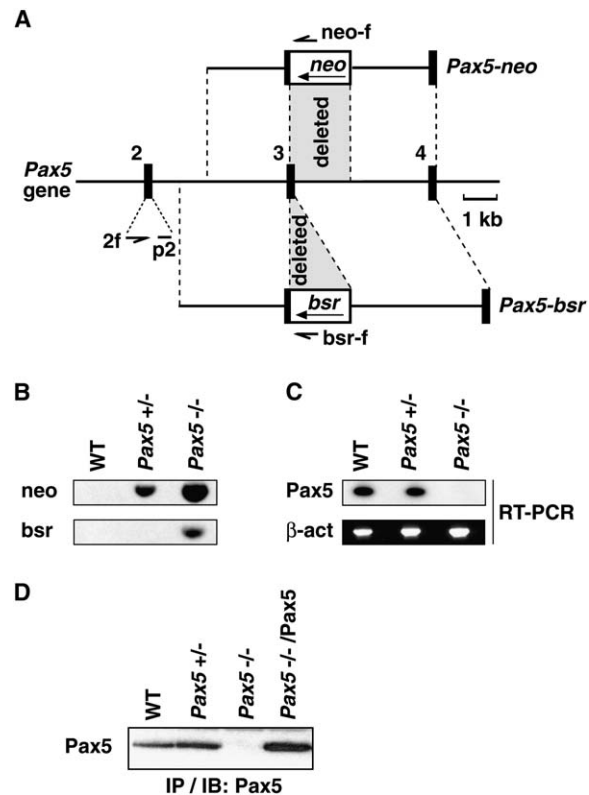 A
neo-f
neo
Pax5-neo
deleted
2 3 4
Pax5
gene
1 kb
2f p2
deleted
bsr
Pax5-bsr
bsr-f
B
WT
Pax5 +/-
Pax5 -/-
neo
bsr
C
WT
Pax5 +/-
Pax5 -/-
Pax5
β-act
RT-PCR
D
WT
Pax5 +/-
Pax5 -/-
Pax5 -/- /Pax5
Pax5
IP / IB: Pax5